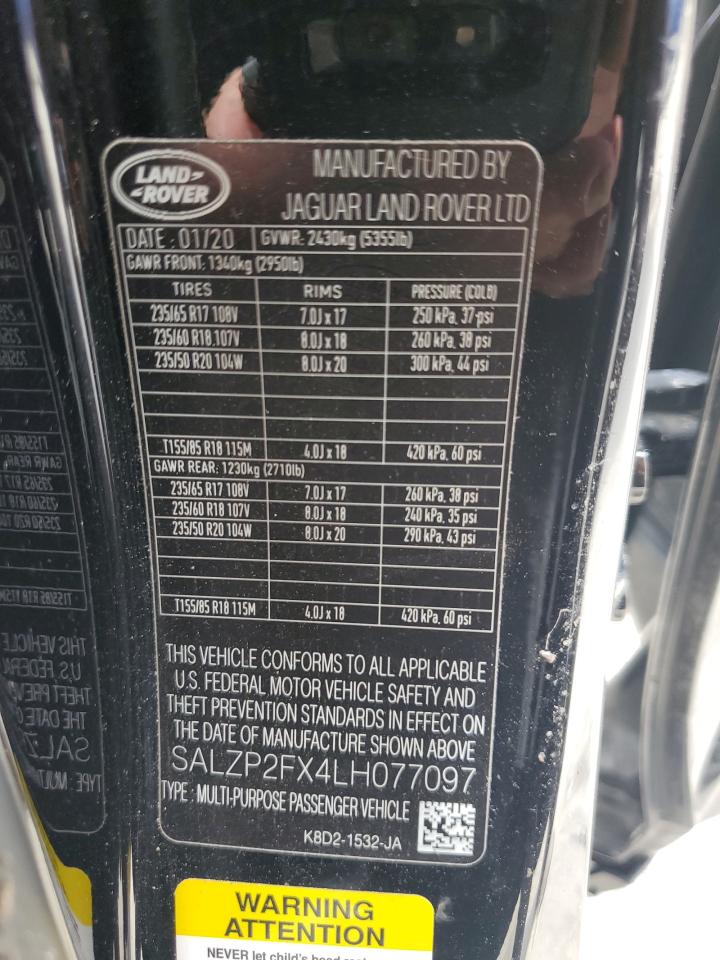 LAND ROVER
MANUFACTURED BY
JAGUAR LAND ROVER LTD
DATE : 01/20 GVWR: 2430kg (5355lb)
GAWR FRONT: 1340kg (2950lb)
TIRES RIMS PRESSURE (COLD)
235/65 R17 108V 7.0J x 17 250 kPa, 37 psi
235/60 R18 107V 8.0J x 18 260 kPa, 38 psi
235/50 R20 104W 8.0J x 20 300 kPa, 44 psi
T155/85 R18 115M 4.0J x 18 420 kPa, 60 psi
GAWR REAR: 1230kg (2710lb)
235/65 R17 108V 7.0J x 17 260 kPa, 38 psi
235/60 R18 107V 8.0J x 18 240 kPa, 35 psi
235/50 R20 104W 8.0J x 20 290 kPa, 43 psi
T155/85 R18 115M 4.0J x 18 420 kPa, 60 psi
THIS VEHICLE CONFORMS TO ALL APPLICABLE
U.S. FEDERAL MOTOR VEHICLE SAFETY AND
THEFT PREVENTION STANDARDS IN EFFECT ON
THE DATE OF MANUFACTURE SHOWN ABOVE
SALZP2FX4LH077097
TYPE : MULTI-PURPOSE PASSENGER VEHICLE
K8D2-1532-JA
WARNING
ATTENTION
NEVER let child's head